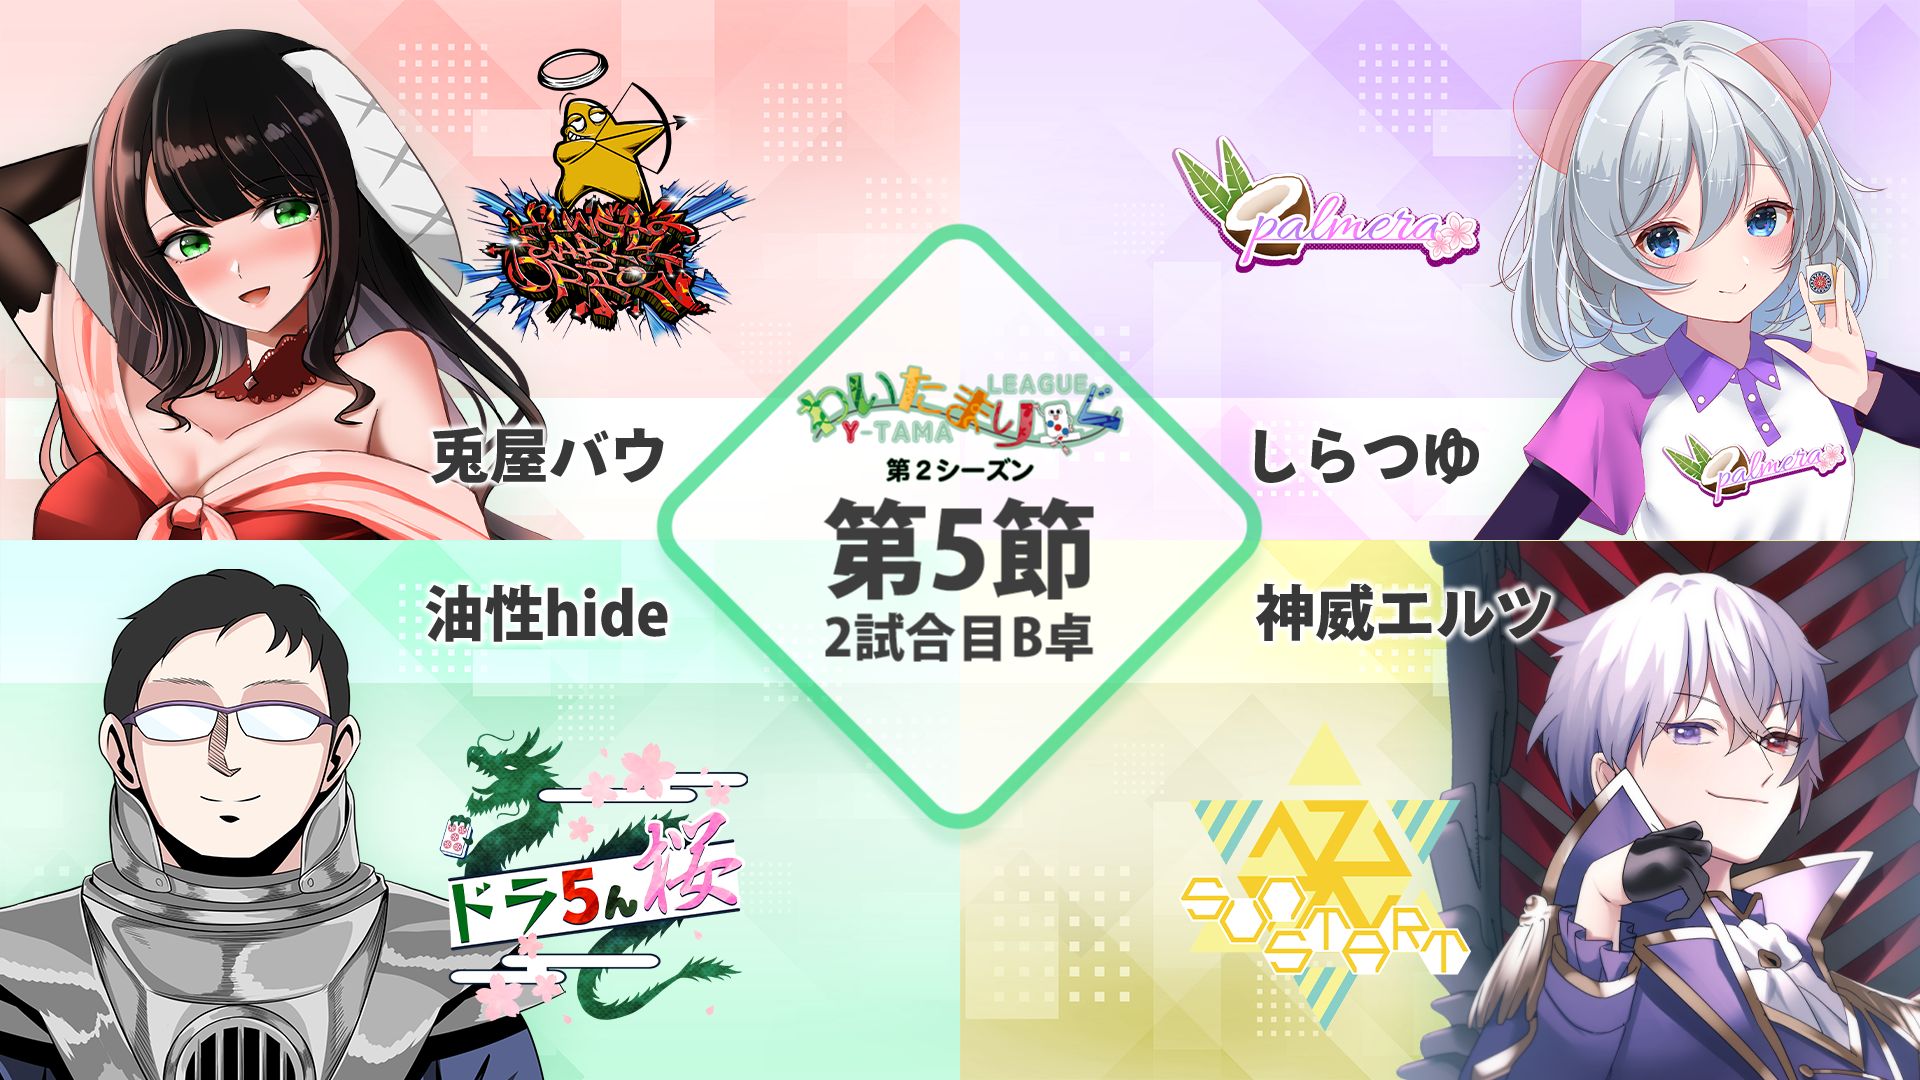 兎屋バウ
palmera
しらつゆ
palmera
わいたまりーぐ
LEAGUE
Y-TAMA
第2シーズン
第5節
2試合目B卓
油性hide
ドラ5ん桜
神威エルツ
SUNSTART